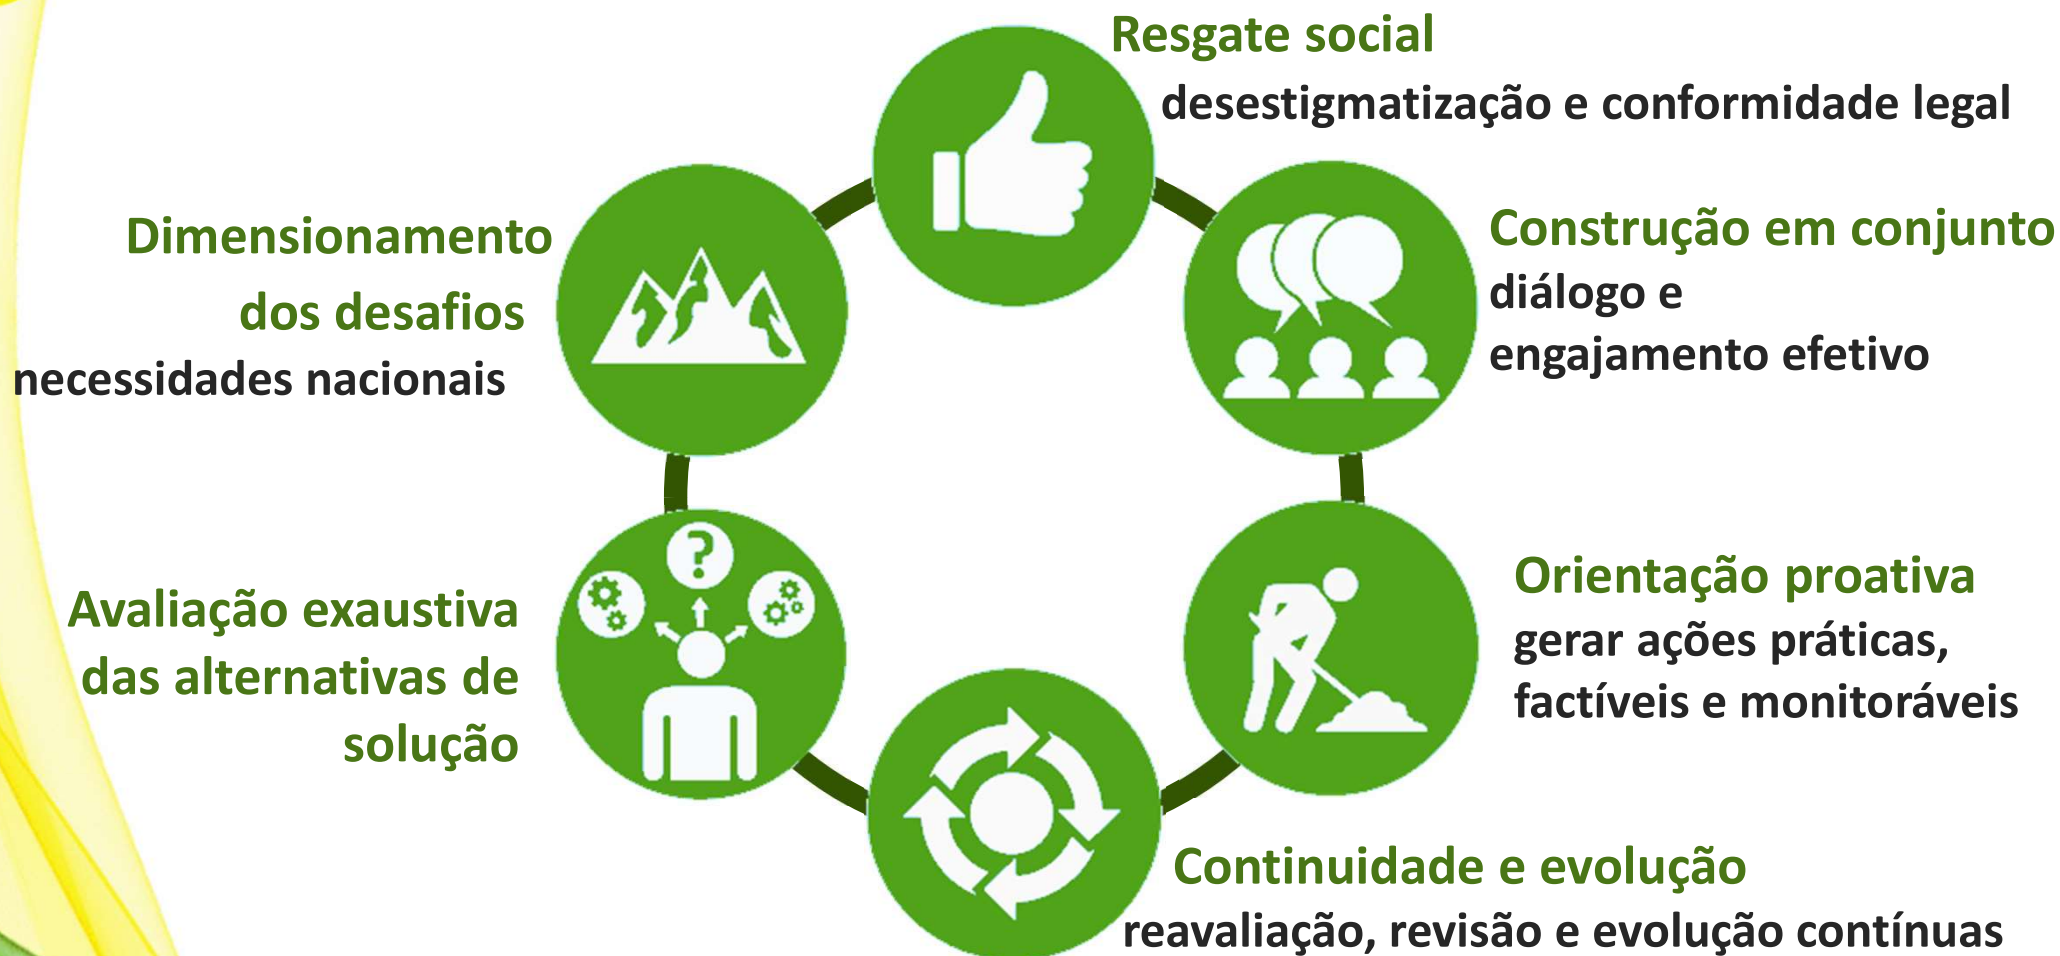 Resgate social
desestigmatização e conformidade legal
Construção em conjunto
diálogo e
engajamento efetivo
Orientação proativa
gerar ações práticas,
factíveis e monitoráveis
Continuidade e evolução
reavaliação, revisão e evolução contínuas
Avaliação exaustiva
das alternativas de
solução
Dimensionamento
dos desafios
necessidades nacionais
?